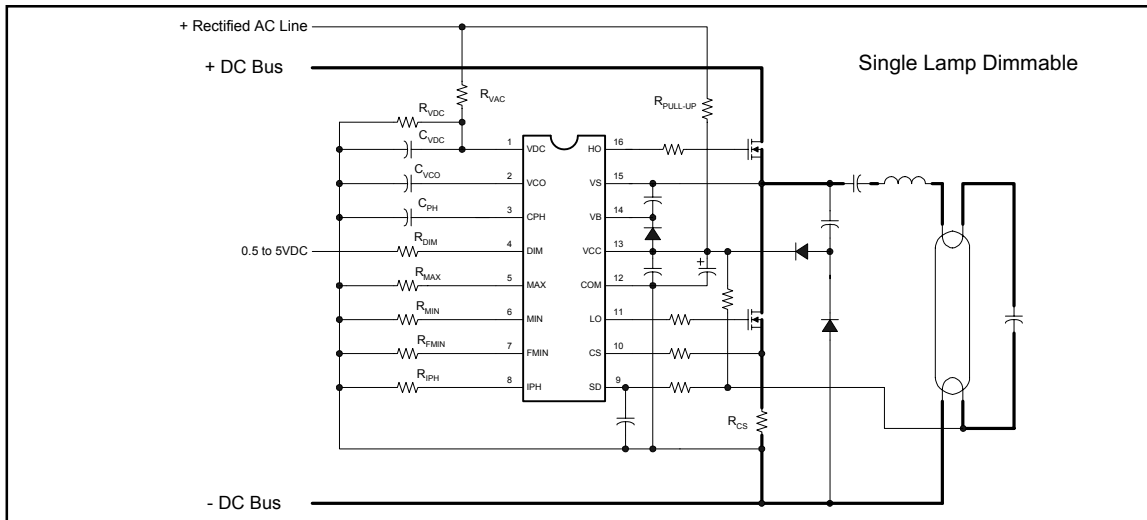 + Rectified AC Line
+ DC Bus
Single Lamp Dimmable
RVAC
RPULL-UP
RVDC
CVDC
1
VDC
HO
16
CVCO
2
VCO
VS
15
CPH
3
CPH
VB
14
0.5 to 5VDC
RDIM
4
DIM
VCC
13
+
RMAX
5
MAX
COM
12
RMIN
6
MIN
LO
11
RFMIN
7
FMIN
CS
10
RIPH
8
IPH
SD
9
RCS
- DC Bus